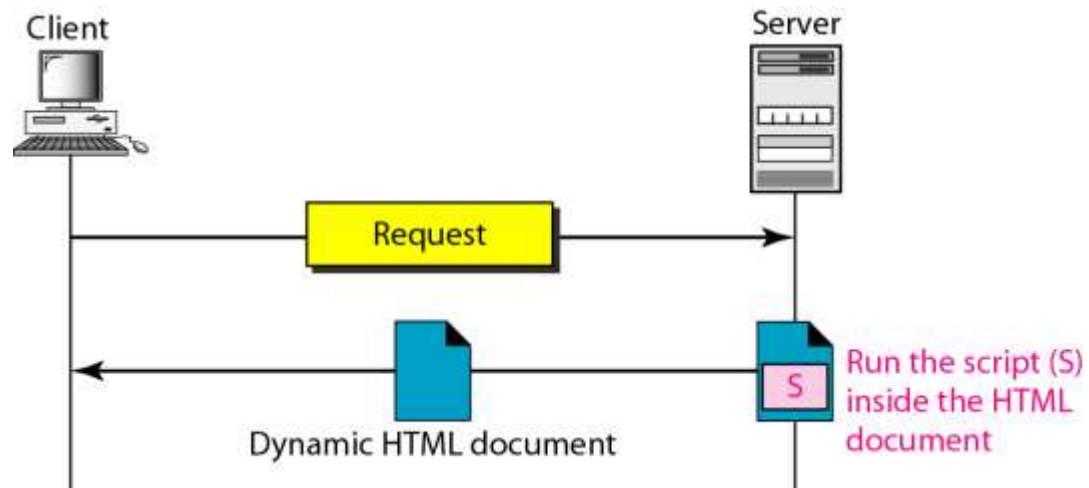 Client
Server
Request
S
Run the script (S)
inside the HTML
document
Dynamic HTML document